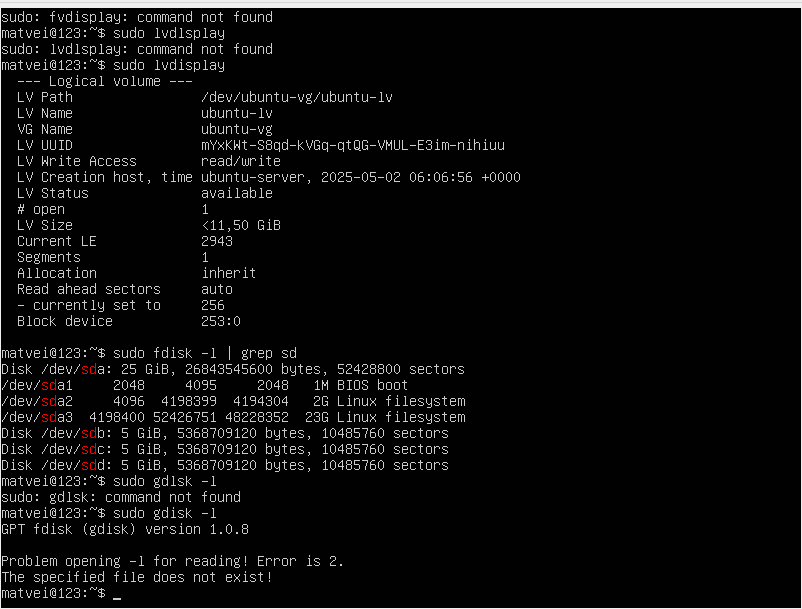 sudo: fvdisplay: command not found
matvei@123:~$ sudo lvdlsplay
sudo: lvdlsplay: command not found
matvei@123:~$ sudo lvdisplay
--- Logical volume ---
LV Path /dev/ubuntu-vg/ubuntu-lv
LV Name ubuntu-lv
VG Name ubuntu-vg
LV UUID mYxKWt-S8qd-kVGq-qtQG-VMUL-E3im-nihiuu
LV Write Access read/write
LV Creation host, time ubuntu-server, 2025-05-02 06:06:56 +0000
LV Status available
# open 1
LV Size <11,50 GiB
Current LE 2943
Segments 1
Allocation inherit
Read ahead sectors auto
- currently set to 256
Block device 253:0
matvei@123:~$ sudo fdisk -l | grep sd
Disk /dev/sda: 25 GiB, 26843545600 bytes, 52428800 sectors
/dev/sda1 2048 4095 2048 1M BIOS boot
/dev/sda2 4096 4198399 4194304 2G Linux filesystem
/dev/sda3 4198400 52426751 48228352 23G Linux filesystem
Disk /dev/sdb: 5 GiB, 5368709120 bytes, 10485760 sectors
Disk /dev/sdc: 5 GiB, 5368709120 bytes, 10485760 sectors
Disk /dev/sdd: 5 GiB, 5368709120 bytes, 10485760 sectors
matvei@123:~$ sudo gdlsk -l
sudo: gdlsk: command not found
matvei@123:~$ sudo gdisk -l
GPT fdisk (gdisk) version 1.0.8
Problem opening -l for reading! Error is 2.
The specified file does not exist!
matvei@123:~$ _